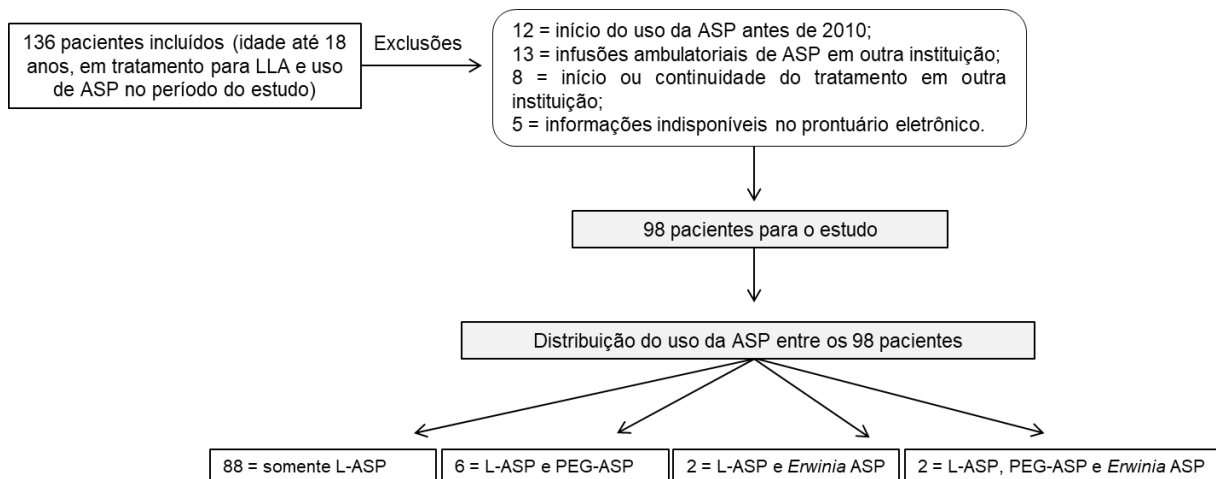 136 pacientes incluídos (idade até 18
anos, em tratamento para LLA e uso
de ASP no período do estudo)
Exclusões
12 = início do uso da ASP antes de 2010;
13 = infusões ambulatoriais de ASP em outra instituição;
8 = início ou continuidade do tratamento em outra
instituição;
5 = informações indisponíveis no prontuário eletrônico.
98 pacientes para o estudo
Distribuição do uso da ASP entre os 98 pacientes
88 = somente L-ASP
6 = L-ASP e PEG-ASP
2 = L-ASP e Erwinia ASP
2 = L-ASP, PEG-ASP e Erwinia ASP